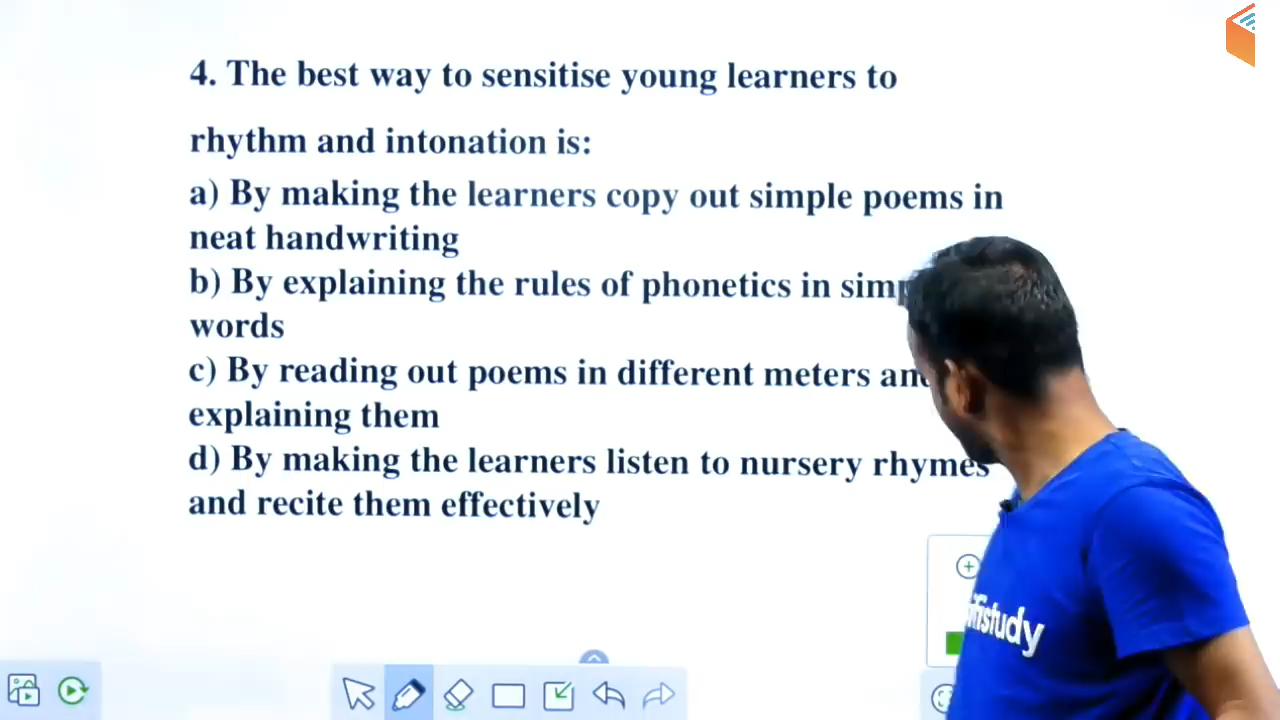 4. The best way to sensitise young learners to
rhythm and intonation is:
a) By making the learners copy out simple poems in
neat handwriting
b) By explaining the rules of phonetics in
words
c) By reading out poems in different meters
explaining them
d) By making the learners listen to nursery rhymes
and recite them effectively